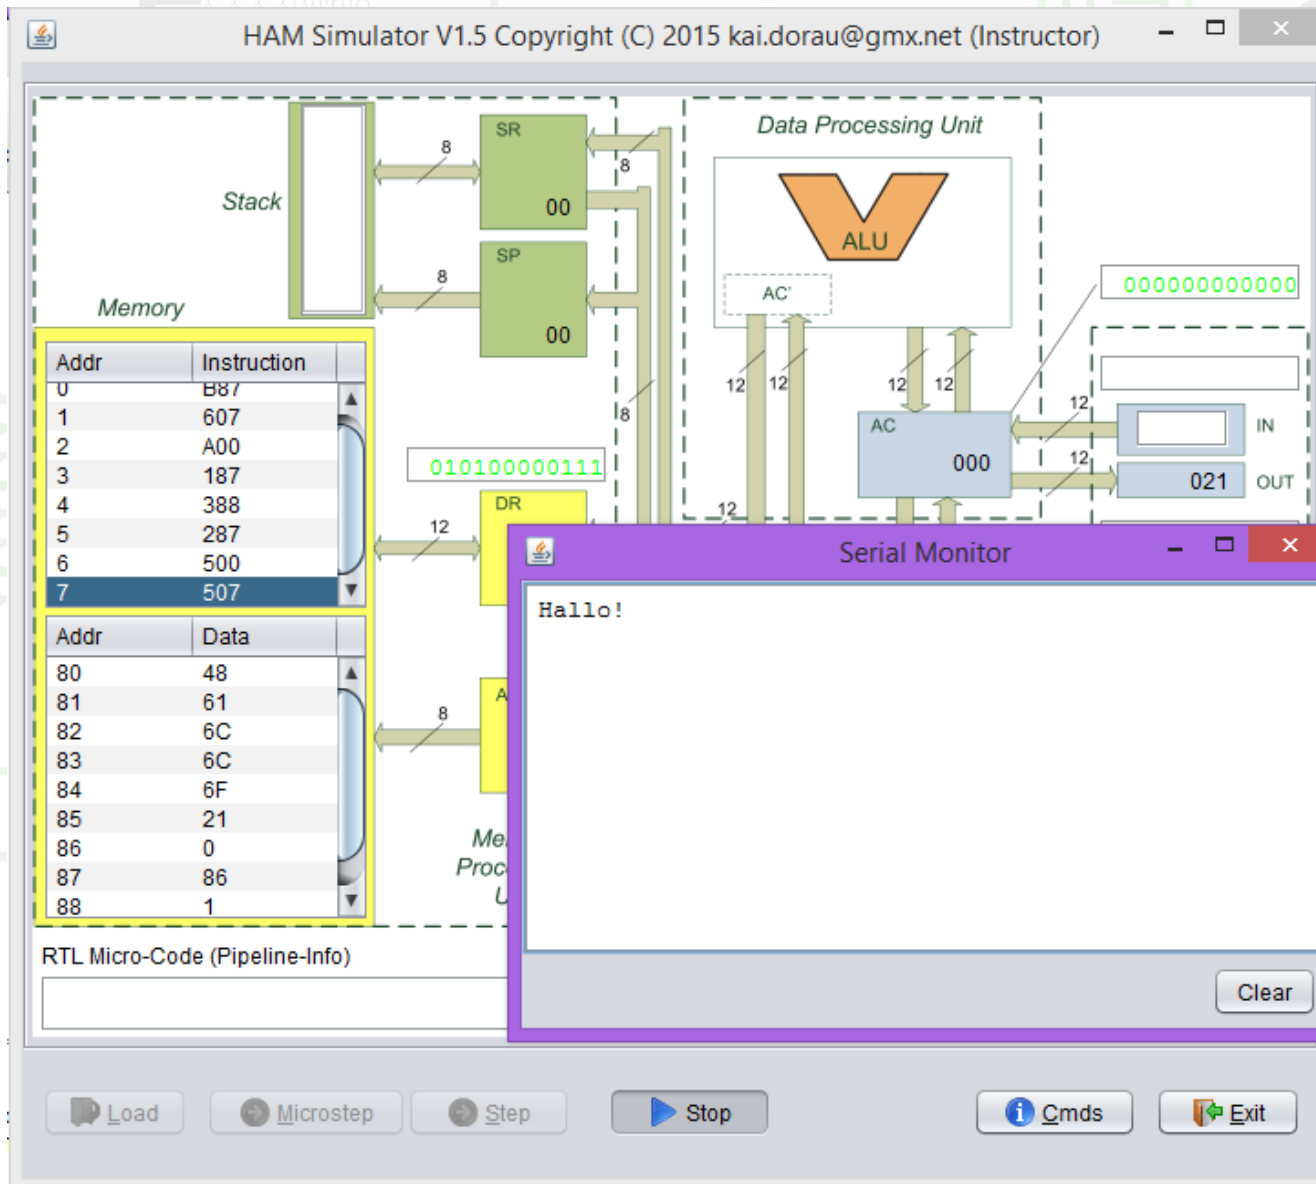 HAM Simulator V1.5 Copyright (C) 2015 kai.dorau@gmx.net (Instructor)
Stack
8
SR
00
8
Data Processing Unit
ALU
AC'
8
SP
00
000000000000
Memory
Addr Instruction
0 B87
1 607
2 A00
3 187
4 388
5 287
6 500
7 507
8
12 12
12 12
AC
000
12
IN
12
021 OUT
12
010100000111
DR
12
Addr Data
80 48
81 61
82 6C
83 6C
84 6F
85 21
86 0
87 86
88 1
8
Serial Monitor
Hallo!
Clear
RTL Micro-Code (Pipeline-Info)
Load Microstep Step Stop Cmds Exit